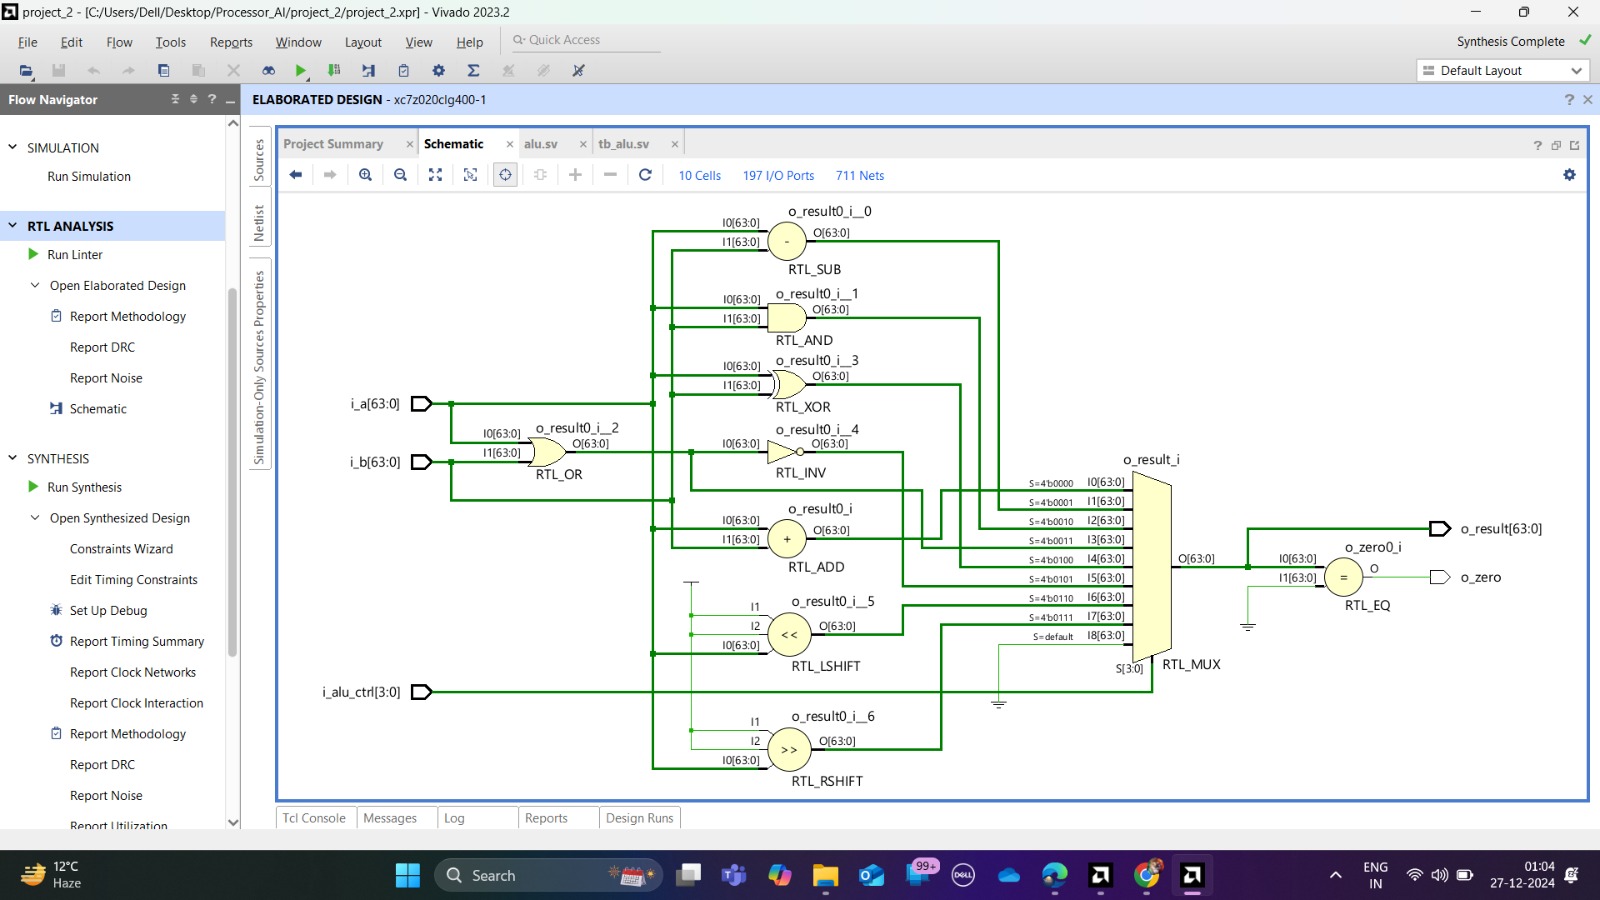 project_2 - [C:/Users/Dell/Desktop/Processor_AI/project_2/project_2.xpr] - Vivado 2023.2
File Edit Flow Tools Reports Window Layout View Help Quick Access
Synthesis Complete
Default Layout
Flow Navigator
ELABORATED DESIGN - xc7z020clg400-1
SIMULATION
Run Simulation
RTL ANALYSIS
Run Linter
Open Elaborated Design
Report Methodology
Report DRC
Report Noise
Schematic
SYNTHESIS
Run Synthesis
Open Synthesized Design
Constraints Wizard
Edit Timing Constraints
Set Up Debug
Report Timing Summary
Report Clock Networks
Report Clock Interaction
Report Methodology
Report DRC
Report Noise
Report Utilization
Sources
Netlist
Simulation-Only Sources Properties
Project Summary Schematic alu.sv tb_alu.sv
10 Cells 197 I/O Ports 711 Nets
o_result0_i__0
I0[63:0]
I1[63:0]
-
O[63:0]
RTL_SUB
o_result0_i__1
I0[63:0]
I1[63:0]
O[63:0]
RTL_AND
o_result0_i__3
I0[63:0]
I1[63:0]
O[63:0]
RTL_XOR
i_a[63:0]
i_b[63:0]
o_result0_i__2
I0[63:0]
I1[63:0]
O[63:0]
RTL_OR
o_result0_i__4
I0[63:0]
O[63:0]
RTL_INV
o_result0_i
I0[63:0]
I1[63:0]
+
O[63:0]
RTL_ADD
o_result0_i__5
I1
I2
I0[63:0]
<<
O[63:0]
RTL_LSHIFT
i_alu_ctrl[3:0]
o_result0_i__6
I1
I2
I0[63:0]
>>
O[63:0]
RTL_RSHIFT
o_result_i
S=4'b0000 I0[63:0]
S=4'b0001 I1[63:0]
S=4'b0010 I2[63:0]
S=4'b0011 I3[63:0]
S=4'b0100 I4[63:0]
S=4'b0101 I5[63:0]
S=4'b0110 I6[63:0]
S=4'b0111 I7[63:0]
S=default I8[63:0]
S[3:0]
O[63:0]
RTL_MUX
o_result[63:0]
o_zero0_i
I0[63:0]
I1[63:0]
=
O
RTL_EQ
o_zero
Tcl Console Messages Log Reports Design Runs
12°C
Haze
Search
99+
DELL
ENG
IN
01:04
27-12-2024